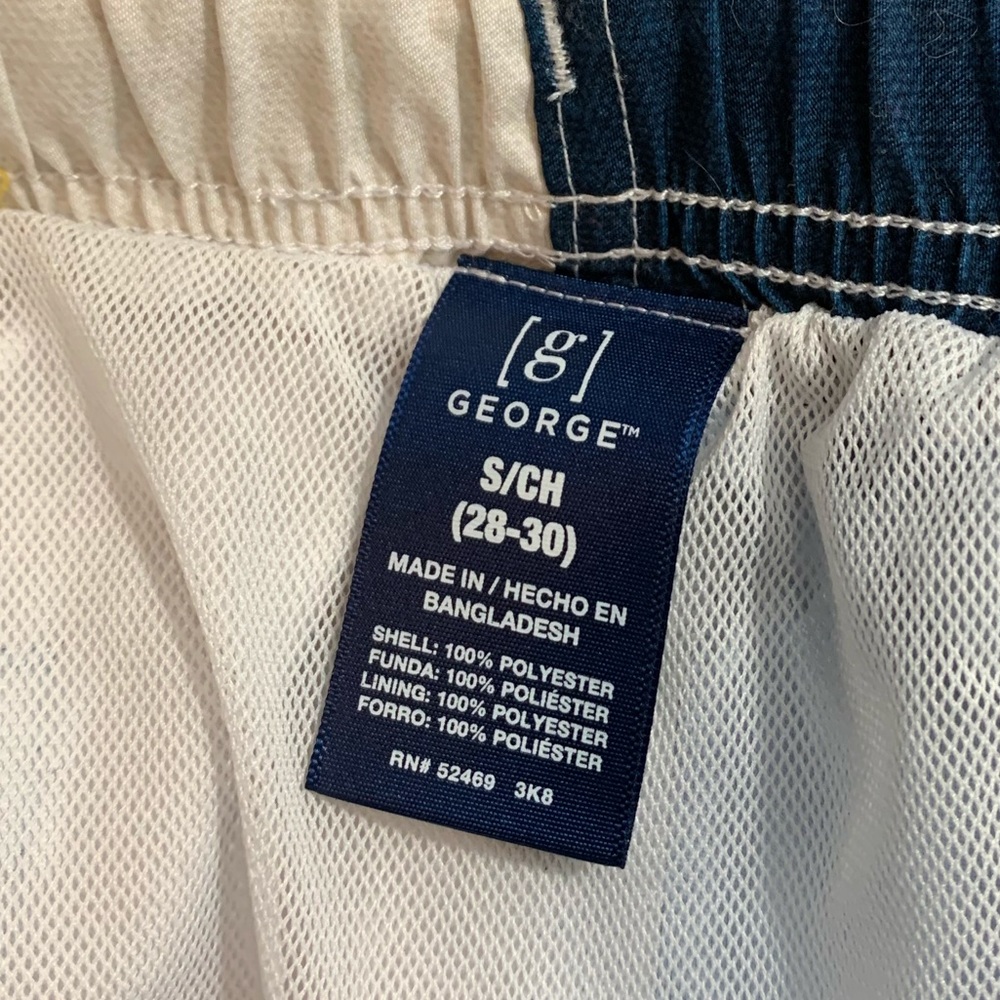 [g]
GEORGE™
S/CH
(28-30)
MADE IN / HECHO EN
BANGLADESH
SHELL: 100% POLYESTER
FUNDA: 100% POLIÉSTER
LINING: 100% POLYESTER
FORRO: 100% POLIÉSTER
RN# 52469 3K8